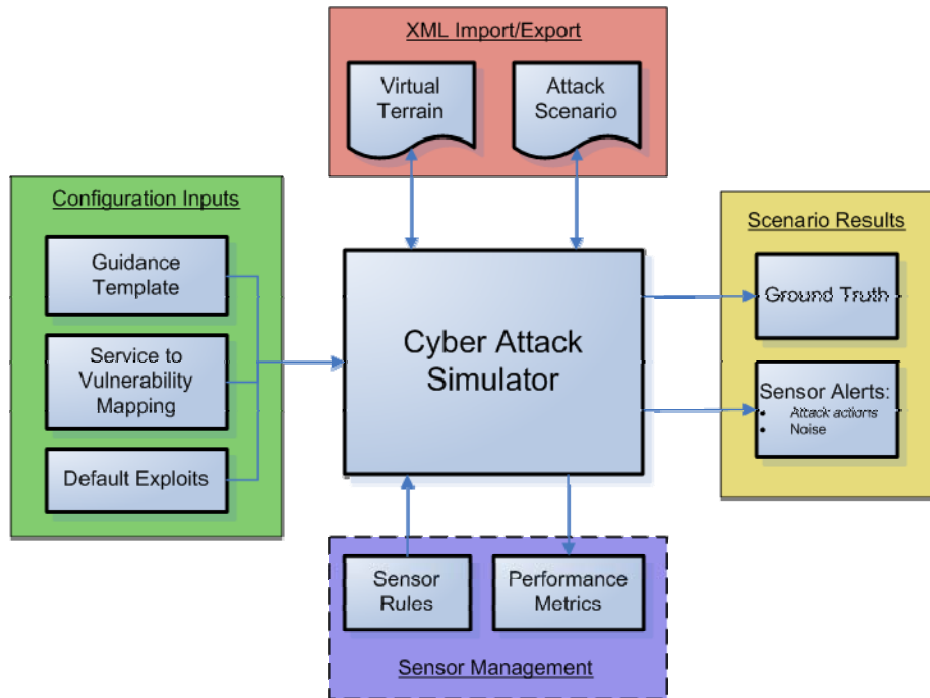 XML Import/Export
Virtual
Terrain
Attack
Scenario
Configuration Inputs
Guidance
Template
Service to
Vulnerability
Mapping
Default Exploits
Cyber Attack
Simulator
Scenario Results
Ground Truth
Sensor Alerts:
• Attack actions
• Noise
Sensor
Rules
Performance
Metrics
Sensor Management